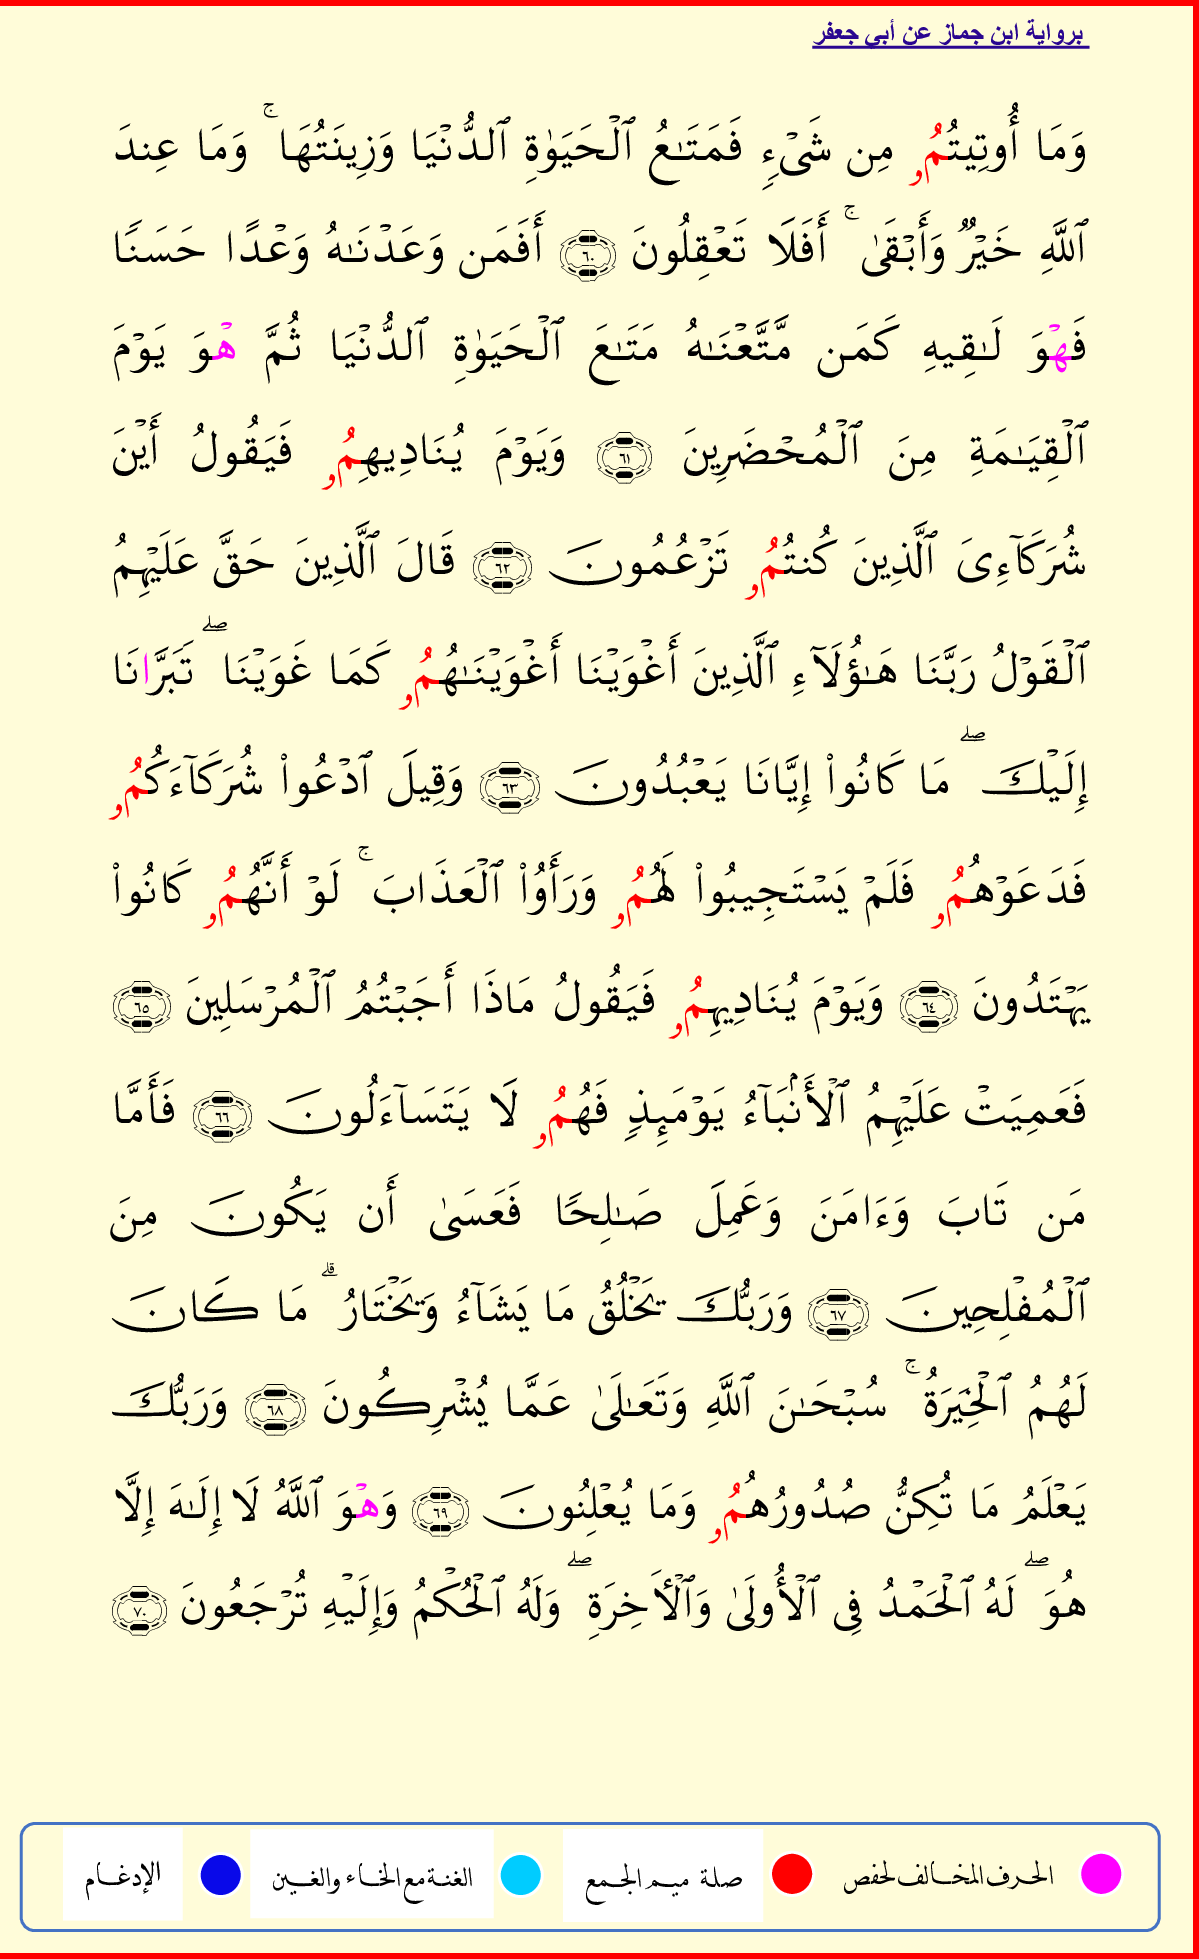 برواية ابن جماز عن أبي جعفر
وَمَا أُوتِيتُمُۥ مِن شَىْءٍۢ فَمَتَـٰعُ ٱلْحَيَوٰةِ ٱلدُّنْيَا وَزِينَتُهَا ۚ وَمَا عِندَ
ٱللَّهِ خَيْرٌۭ وَأَبْقَىٰ ۚ أَفَلَا تَعْقِلُونَ ٦٠ أَفَمَن وَعَدْنَـٰهُ وَعْدًا حَسَنًۭا
فَهْوَ لَـٰقِيهِ كَمَن مَّتَّعْنَـٰهُ مَتَـٰعَ ٱلْحَيَوٰةِ ٱلدُّنْيَا ثُمَّ هْوَ يَوْمَ
ٱلْقِيَـٰمَةِ مِنَ ٱلْمُحْضَرِينَ ٦١ وَيَوْمَ يُنَادِيهِمُۥ فَيَقُولُ أَيْنَ
شُرَكَآءِىَ ٱلَّذِينَ كُنتُمُۥ تَزْعُمُونَ ٦٢ قَالَ ٱلَّذِينَ حَقَّ عَلَيْهِمُ
ٱلْقَوْلُ رَبَّنَا هَـٰٓؤُلَآءِ ٱلَّذِينَ أَغْوَيْنَا أَغْوَيْنَـٰهُمُۥ كَمَا غَوَيْنَا ۖ تَبَرَّانَا
إِلَيْكَ ۖ مَا كَانُوا۟ إِيَّانَا يَعْبُدُونَ ٦٣ وَقِيلَ ٱدْعُوا۟ شُرَكَآءَكُمُۥ
فَدَعَوْهُمُۥ فَلَمْ يَسْتَجِيبُوا۟ لَهُمُۥ وَرَأَوُا۟ ٱلْعَذَابَ ۚ لَوْ أَنَّهُمُۥ كَانُوا۟
يَهْتَدُونَ ٦٤ وَيَوْمَ يُنَادِيهِمُۥ فَيَقُولُ مَاذَا أَجَبْتُمُ ٱلْمُرْسَلِينَ ٦٥
فَعَمِيَتْ عَلَيْهِمُ ٱلْأَنۢبَآءُ يَوْمَئِذٍۢ فَهُمُۥ لَا يَتَسَآءَلُونَ ٦٦ فَأَمَّا
مَن تَابَ وَءَامَنَ وَعَمِلَ صَـٰلِحًۭا فَعَسَىٰ أَن يَكُونَ مِنَ
ٱلْمُفْلِحِينَ ٦٧ وَرَبُّكَ يَخْلُقُ مَا يَشَآءُ وَيَخْتَارُ ۗ مَا كَانَ
لَهُمُ ٱلْخِيَرَةُ ۚ سُبْحَـٰنَ ٱللَّهِ وَتَعَـٰلَىٰ عَمَّا يُشْرِكُونَ ٦٨ وَرَبُّكَ
يَعْلَمُ مَا تُكِنُّ صُدُورُهُمُۥ وَمَا يُعْلِنُونَ ٦٩ وَهْوَ ٱللَّهُ لَا إِلَـٰهَ إِلَّا
هُوَ ۖ لَهُ ٱلْحَمْدُ فِى ٱلْأُولَىٰ وَٱلْأَخِرَةِ ۖ وَلَهُ ٱلْحُكْمُ وَإِلَيْهِ تُرْجَعُونَ ٧٠
الحرف المخالف لحفص صلة ميم الجمع الغنة مع الخاء والغين الإدغام